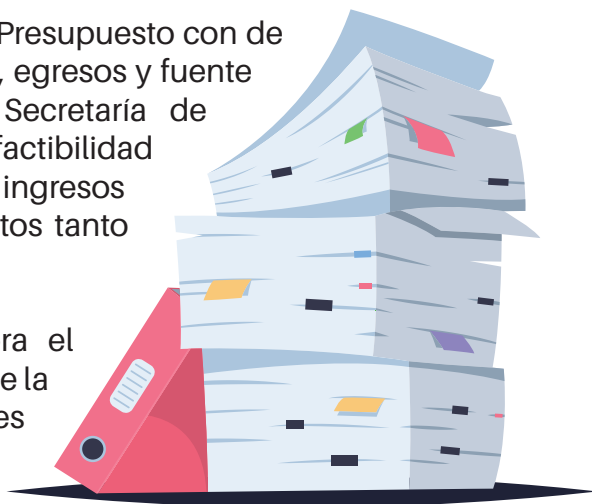 Presupuesto con de
, egresos y fuente
Secretaría de
factibilidad
ingresos
tos tanto
ra el
e la
es